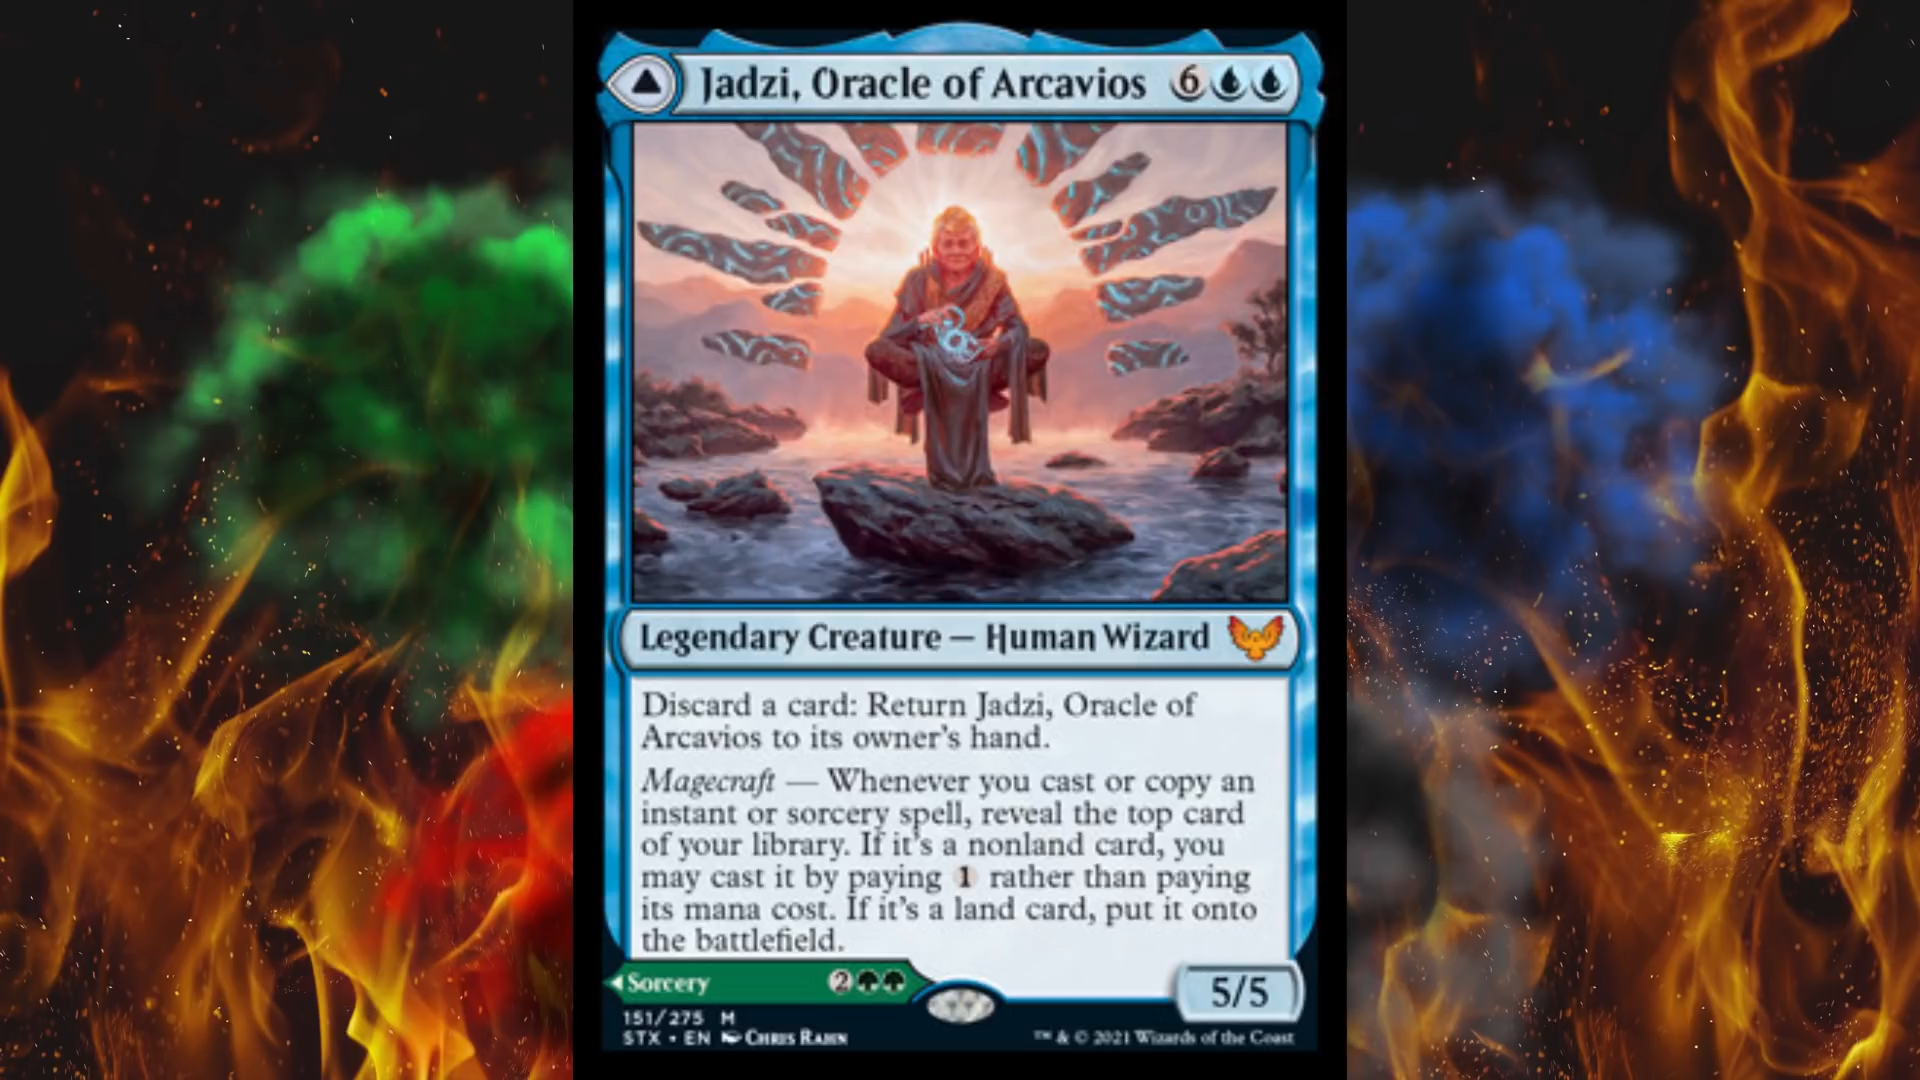 Jadzi, Oracle of Arcavios 6
Legendary Creature — Human Wizard
Discard a card: Return Jadzi, Oracle of
Arcavios to its owner's hand.
Magecraft — Whenever you cast or copy an
instant or sorcery spell, reveal the top card
of your library. If it's a nonland card, you
may cast it by paying 1 rather than paying
its mana cost. If it's a land card, put it onto
the battlefield.
Sorcery 2
5/5
151/275 M
STX • EN Chris Rahn
™ & © 2021 Wizards of the Coast